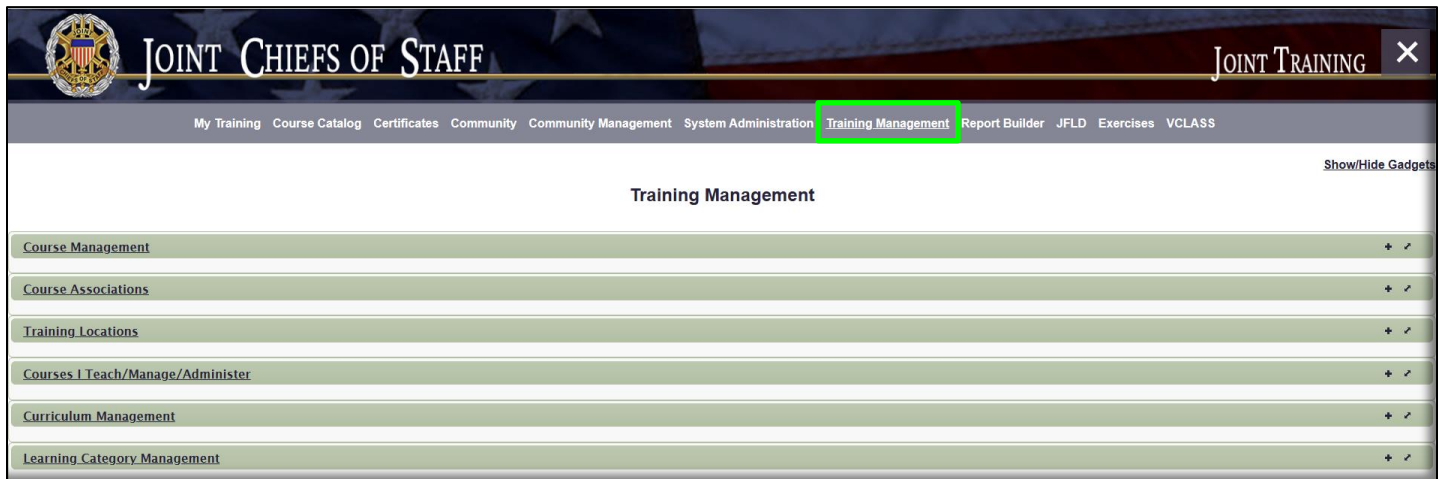 JOINT CHIEFS OF STAFF
JOINT TRAINING
My Training Course Catalog Certificates Community Community Management System Administration Training Management Report Builder JFLD Exercises VCLASS
Show/Hide Gadgets
Training Management
Course Management
Course Associations
Training Locations
Courses I Teach/Manage/Administer
Curriculum Management
Learning Category Management